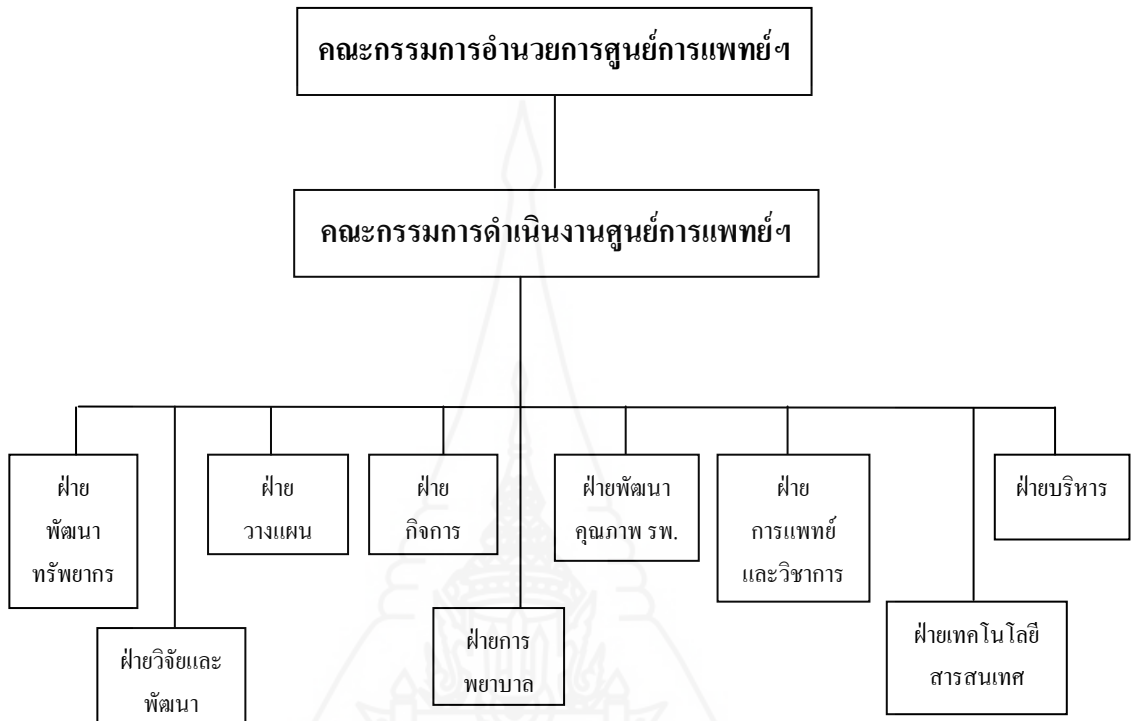 คณะกรรมการอำนวยการศูนย์การแพทย์ฯ
คณะกรรมการดำเนินงานศูนย์การแพทย์ฯ
ฝ่าย
พัฒนา
ทรัพยากร
ฝ่ายวิจัยและ
พัฒนา
ฝ่าย
วางแผน
ฝ่าย
กิจการ
ฝ่ายการ
พยาบาล
ฝ่ายพัฒนา
คุณภาพ รพ.
ฝ่าย
การแพทย์
และวิชาการ
ฝ่ายเทคโนโลยี
สารสนเทศ
ฝ่ายบริหาร